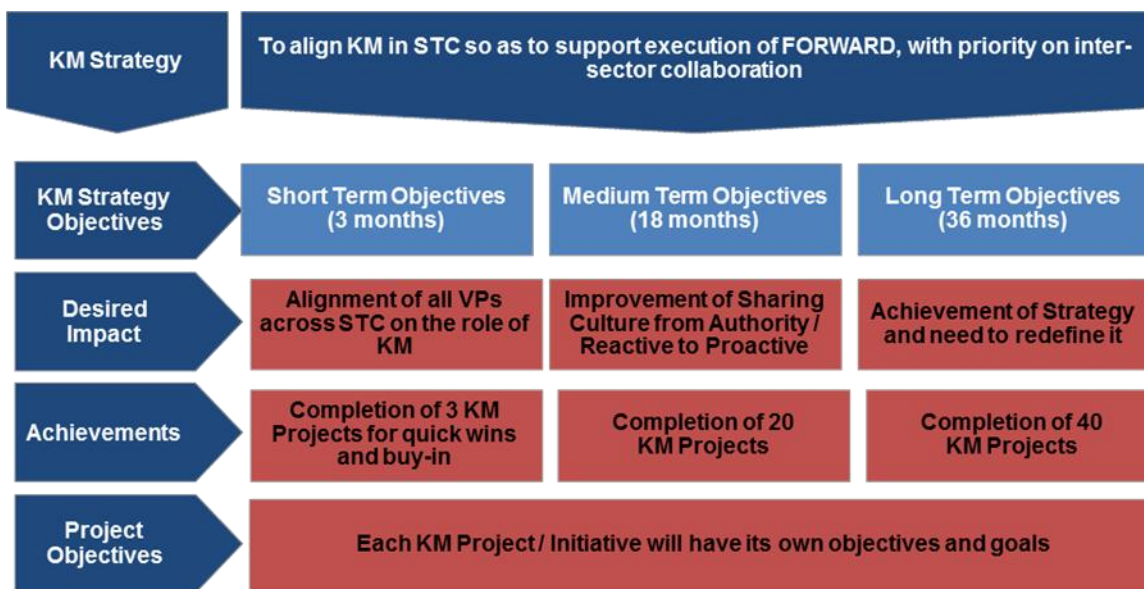 KM Strategy
To align KM in STC so as to support execution of FORWARD, with priority on inter-
sector collaboration
KM Strategy
Objectives
Short Term Objectives
(3 months)
Medium Term Objectives
(18 months)
Long Term Objectives
(36 months)
Desired
Impact
Alignment of all VPs
across STC on the role of
KM
Improvement of Sharing
Culture from Authority /
Reactive to Proactive
Achievement of Strategy
and need to redefine it
Achievements
Completion of 3 KM
Projects for quick wins
and buy-in
Completion of 20
KM Projects
Completion of 40
KM Projects
Project
Objectives
Each KM Project / Initiative will have its own objectives and goals